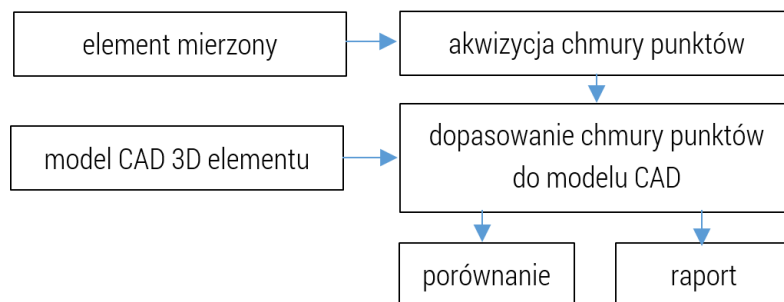 element mierzony
akwizycja chmury punktów
model CAD 3D elementu
dopasowanie chmury punktów
do modelu CAD
porównanie
raport